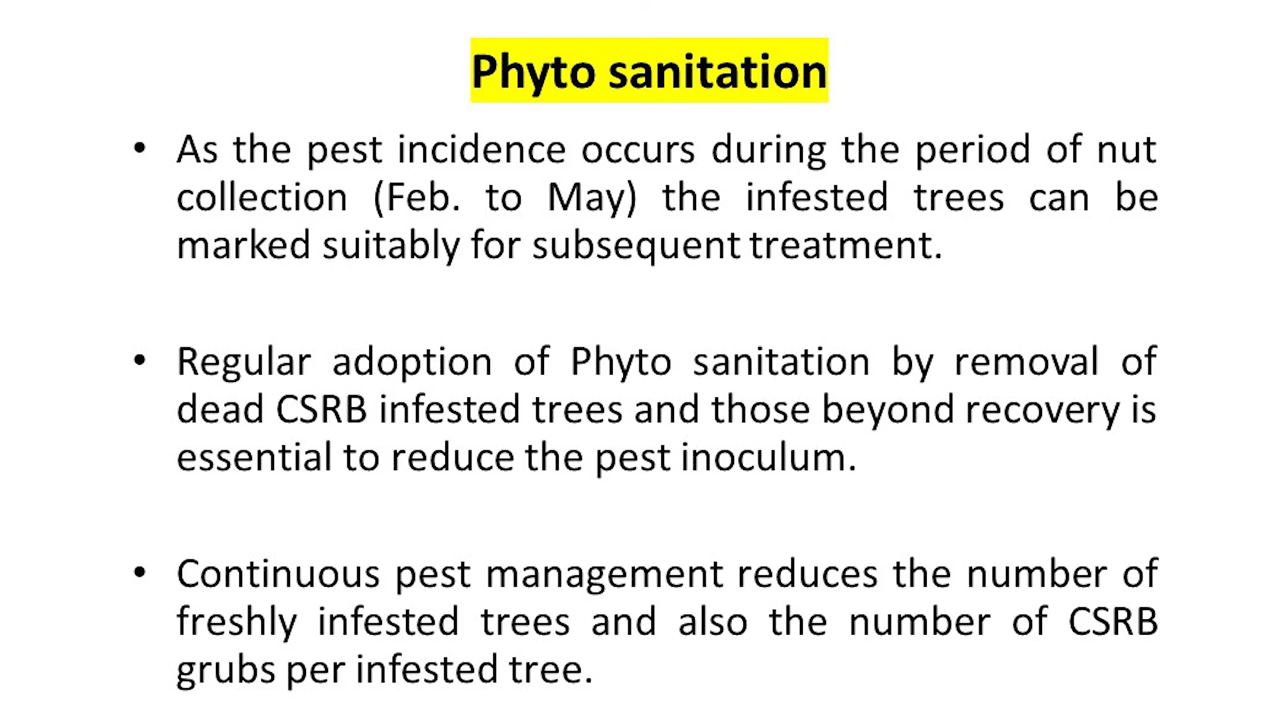 Phyto sanitation
• As the pest incidence occurs during the period of nut
collection (Feb. to May) the infested trees can be
marked suitably for subsequent treatment.
• Regular adoption of Phyto sanitation by removal of
dead CSRB infested trees and those beyond recovery is
essential to reduce the pest inoculum.
• Continuous pest management reduces the number of
freshly infested trees and also the number of CSRB
grubs per infested tree.